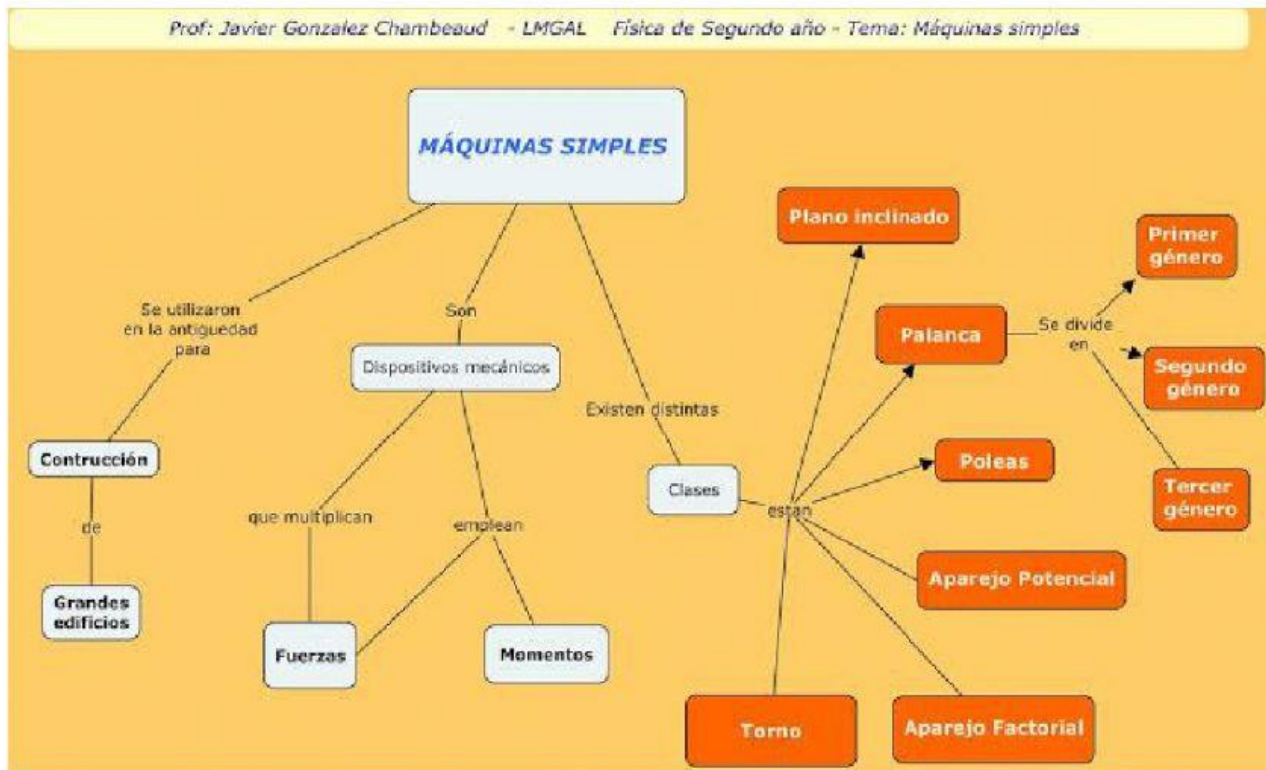 Prof: Javier Gonzalez Chambeaud - LMGAL Física de Segundo año - Tema: Máquinas simples
MÁQUINAS SIMPLES
Se utilizaron
en la antiguedad
para
Contrucción
de
Grandes
edificios
Son
Dispositivos mecánicos
que multiplican
emplean
Fuerzas
Momentos
Existen distintas
Clases
están
Plano inclinado
Palanca
Se divide
en
Primer
género
Segundo
género
Tercer
género
Poleas
Aparejo Potencial
Aparejo Factorial
Torno